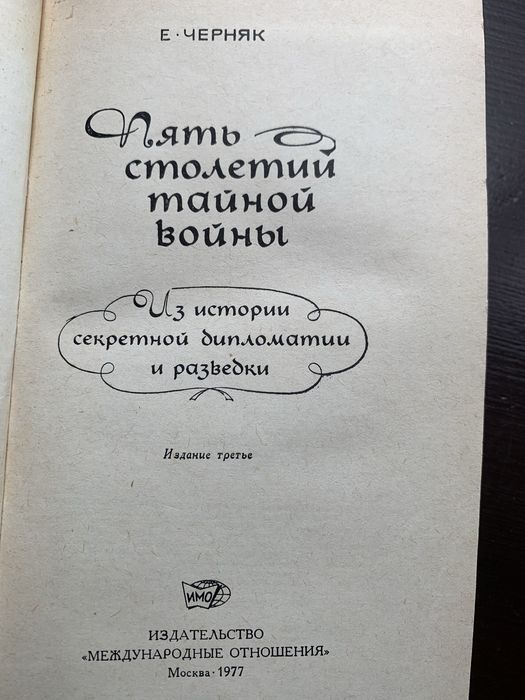 Е · ЧЕРНЯК
Пять
столетий
тайной
войны
Из истории
секретной дипломатии
и разведки
Издание третье
ИМО
ИЗДАТЕЛЬСТВО
«МЕЖДУНАРОДНЫЕ ОТНОШЕНИЯ»
Москва · 1977